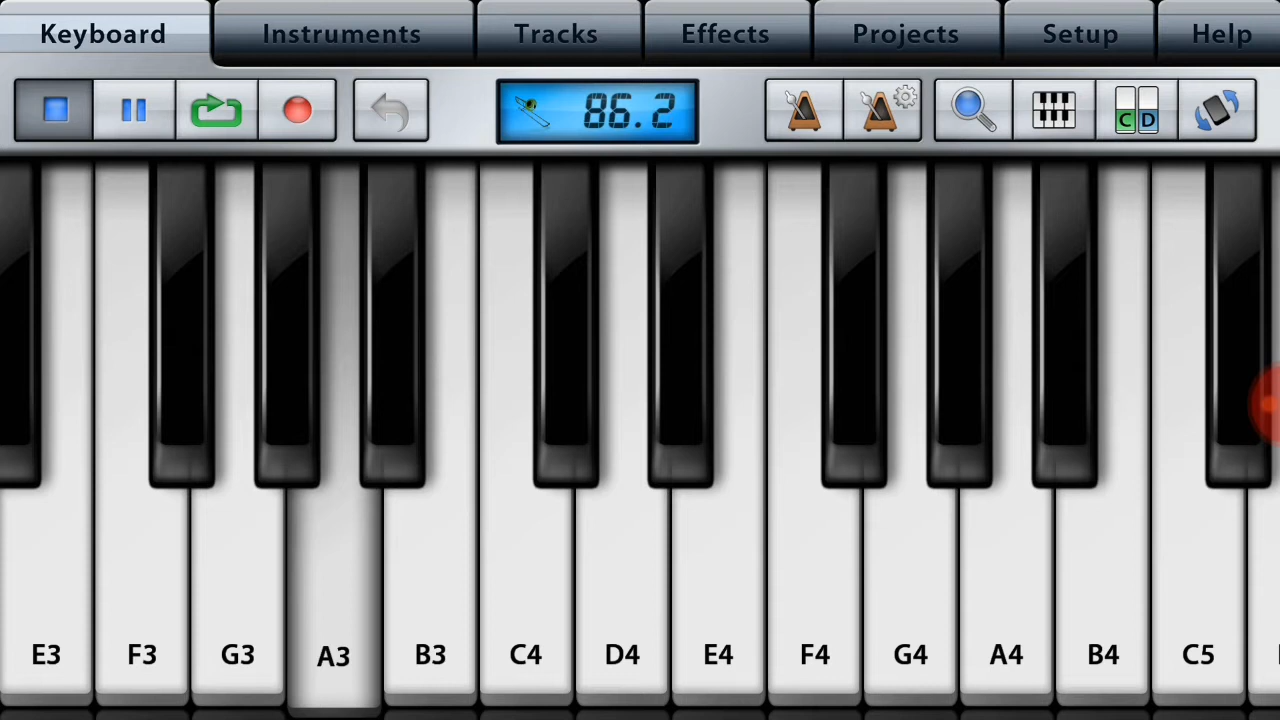 Keyboard Instruments Tracks Effects Projects Setup Help
86.2
C D
E3 F3 G3 A3 B3 C4 D4 E4 F4 G4 A4 B4 C5